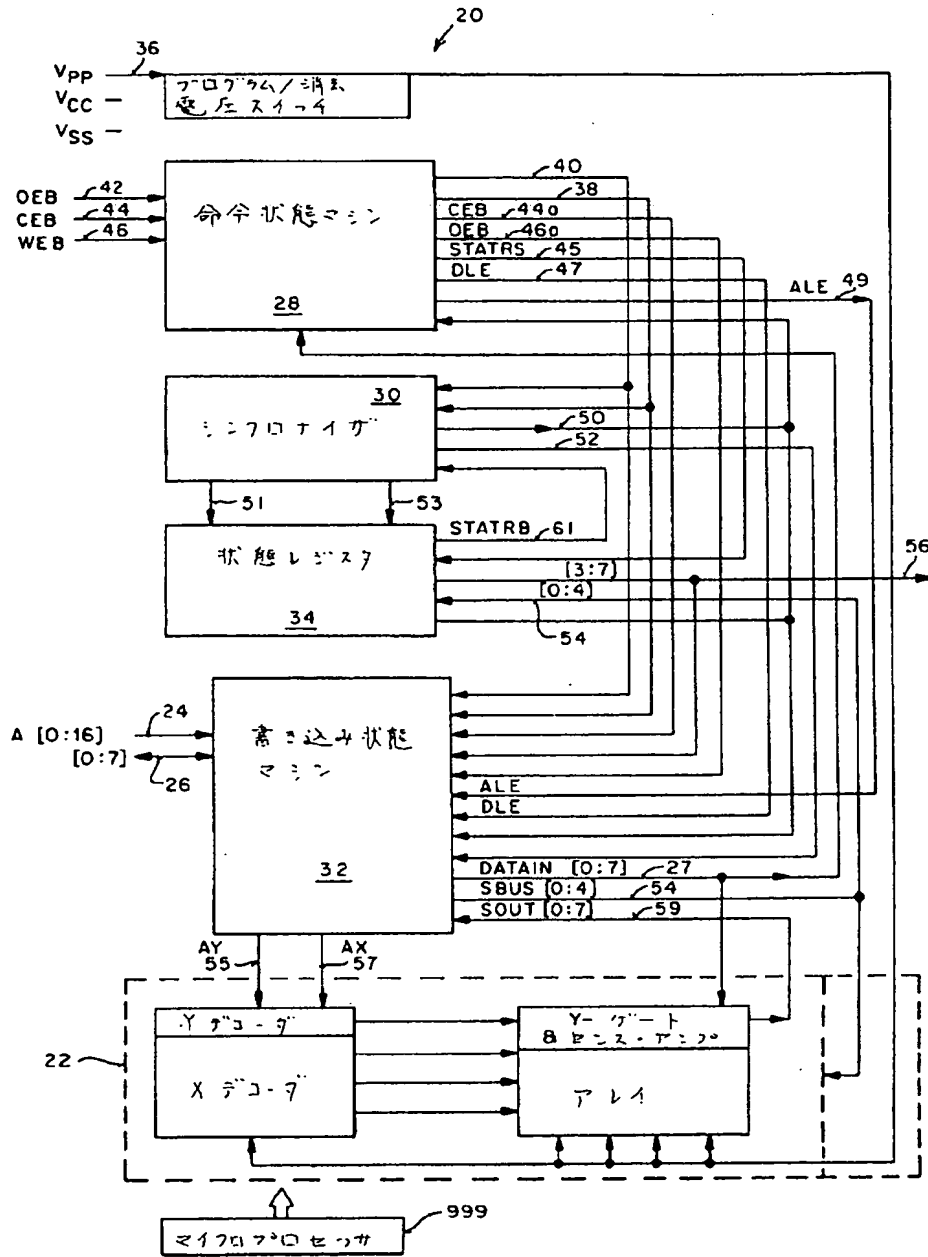 20
36
VPP
プログラム/消去
電圧スイッチ
VCC
VSS
40
38
OEB 42
CEB 44
WEB 46
命令状態マシン
28
CEB 44a
OEB 46a
STATRS 45
DLE 47
ALE 49
30
シンクロナイザ
50
52
51
53
STATRB 61
状態レジスタ
34
[3:7]
56
[0:4]
54
A [0:16] 24
[0:7] 26
書き込み状態
マシン
32
ALE
DLE
DATAIN [0:7] 27
SBUS [0:4] 54
SOUT [0:7] 59
AY
55
AX
57
22
Y デコーダ
X デコーダ
Y-ゲート
& センス・アンプ
アレイ
999
マイクロプロセッサ